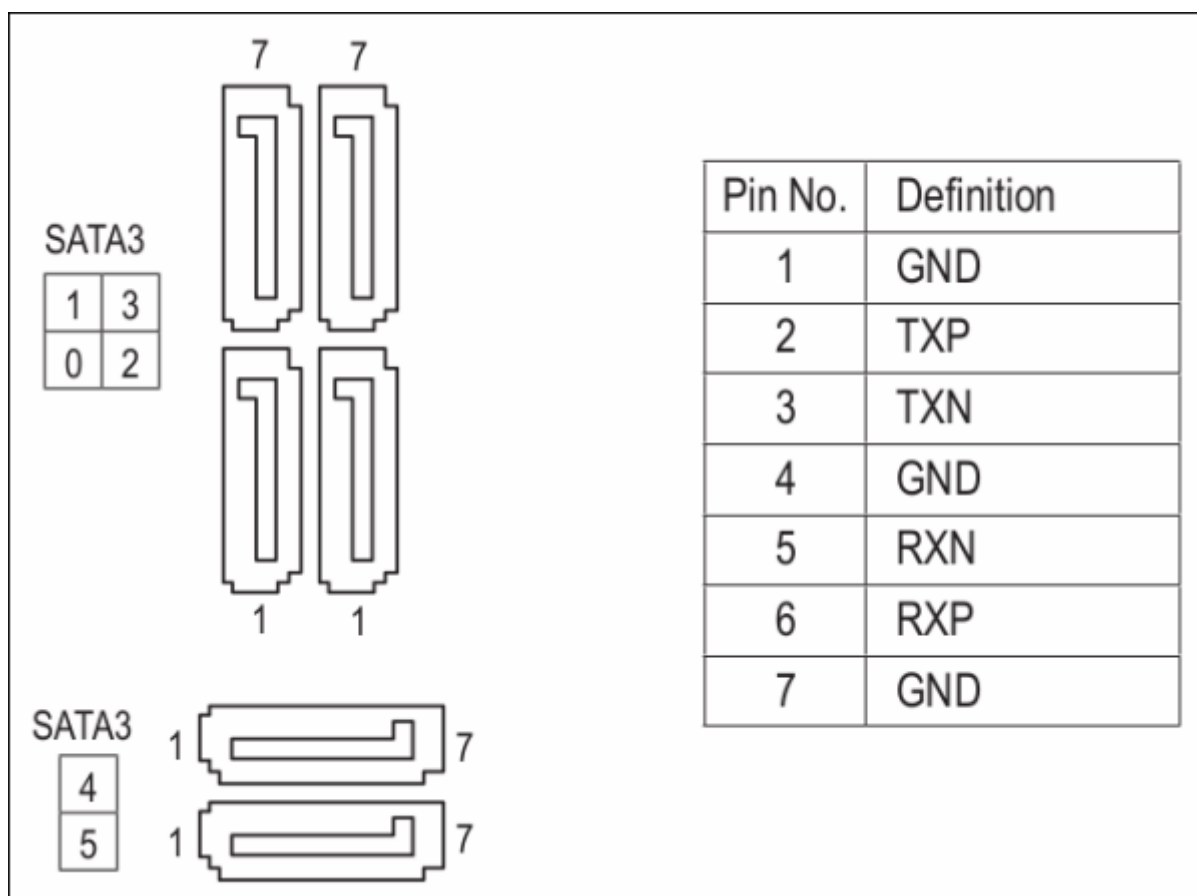 7 7
SATA3
1 3
0 2
1 1
SATA3
4
5
1 7
1 7
Pin No. Definition
1 GND
2 TXP
3 TXN
4 GND
5 RXN
6 RXP
7 GND